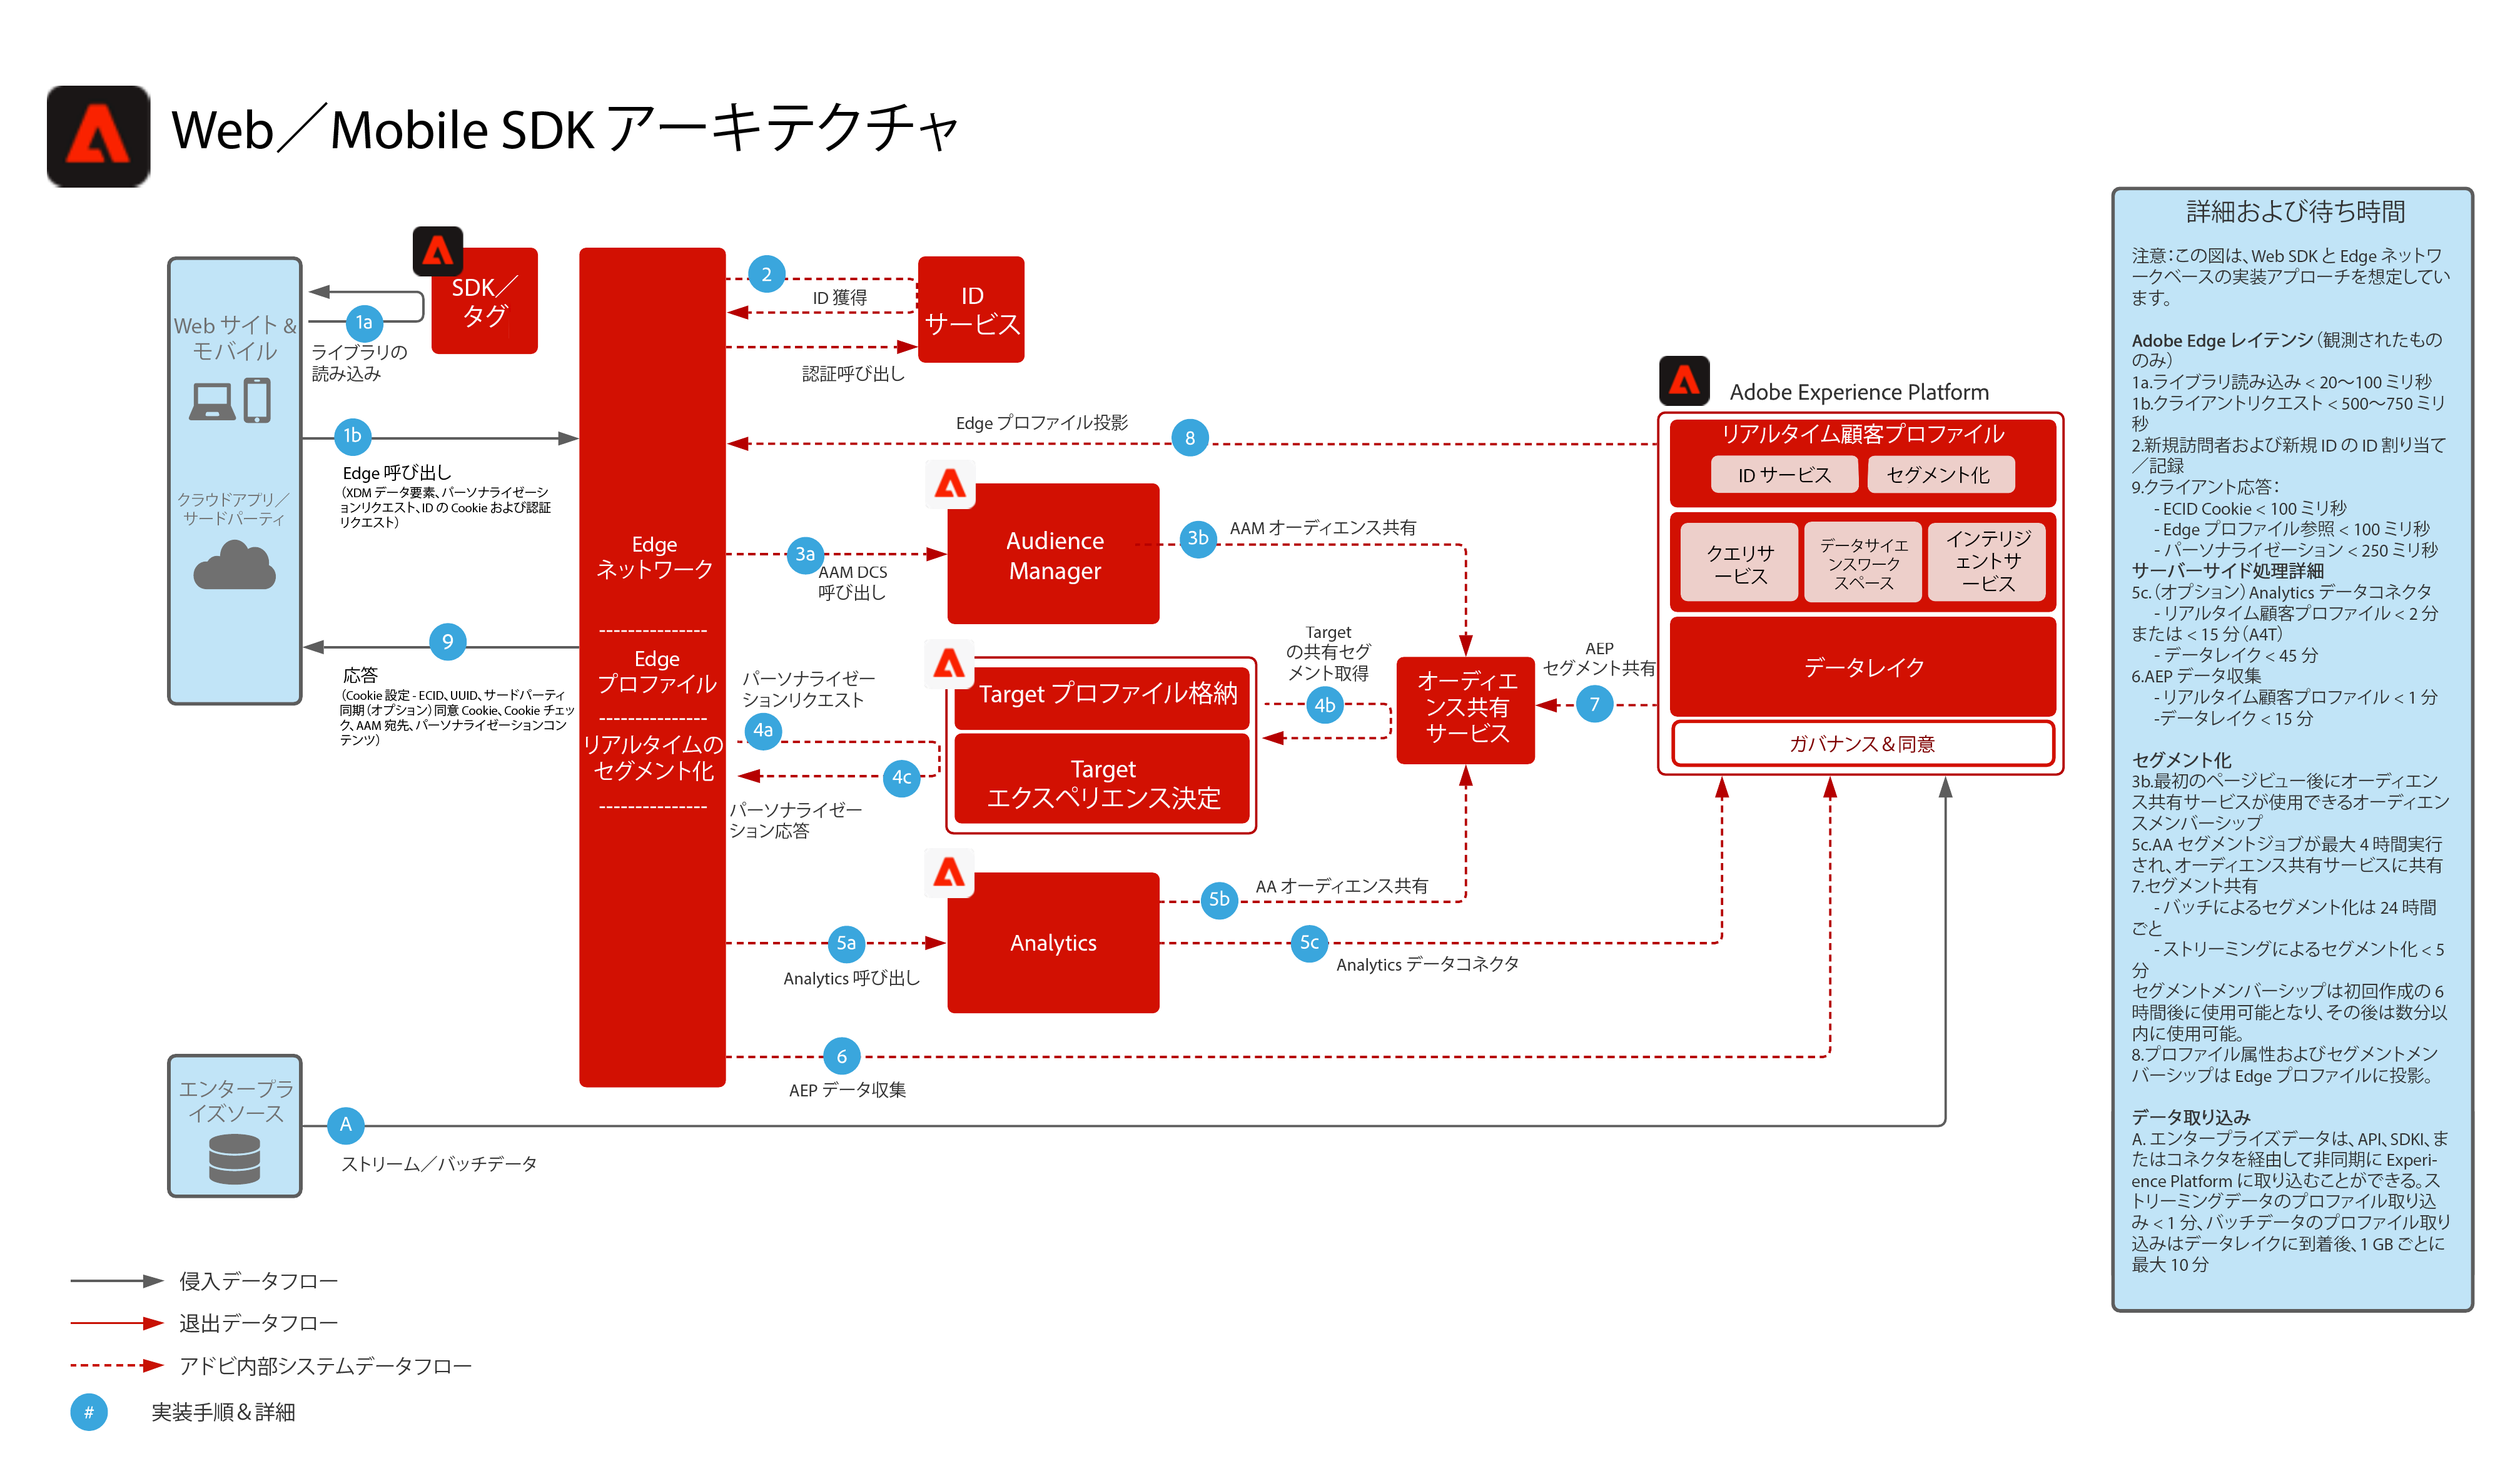 Web／Mobile SDK アーキテクチャ
SDK／
タグ
Web サイト &
モバイル
クラウドアプリ／
サードパーティ
1a
ライブラリの
読み込み
1b
Edge 呼び出し
（XDM データ要素、パーソナライゼーシ
ョンリクエスト、ID の Cookie および認証
リクエスト）
9
応答
（Cookie 設定 - ECID、UUID、サードパーティ
同期（オプション）同意 Cookie、Cookie チェッ
ク、AAM 宛先、パーソナライゼーションコン
テンツ）
Edge
ネットワーク
---------------
Edge
プロファイル
---------------
リアルタイムの
セグメント化
---------------
2
ID 獲得
認証呼び出し
ID
サービス
Edge プロファイル投影
8
3a
AAM DCS
呼び出し
Audience
Manager
3b
AAM オーディエンス共有
パーソナライゼー
ションリクエスト
4a
4c
パーソナライゼー
ション応答
Target プロファイル格納
Target
エクスペリエンス決定
Target
の共有セグ
メント取得
4b
オーディエ
ンス共有
サービス
AEP
セグメント共有
7
5a
Analytics 呼び出し
Analytics
5b
AA オーディエンス共有
5c
Analytics データコネクタ
6
AEP データ収集
Adobe Experience Platform
リアルタイム顧客プロファイル
ID サービス
セグメント化
クエリサ
ービス
データサイエ
ンスワーク
スペース
インテリジ
ェントサ
ービス
データレイク
ガバナンス＆同意
エンタープラ
イズソース
A
ストリーム／バッチデータ
侵入データフロー
退出データフロー
アドビ内部システムデータフロー
#
実装手順＆詳細
詳細および待ち時間
注意：この図は、Web SDK と Edge ネットワ
ークベースの実装アプローチを想定してい
ます。
Adobe Edge レイテンシ（観測されたもの
のみ）
1a.ライブラリ読み込み < 20～100 ミリ秒
1b.クライアントリクエスト < 500～750 ミリ
秒
2.新規訪問者および新規 ID の ID 割り当て
／記録
9.クライアント応答：
- ECID Cookie < 100 ミリ秒
- Edge プロファイル参照 < 100 ミリ秒
- パーソナライゼーション < 250 ミリ秒
サーバーサイド処理詳細
5c.（オプション）Analytics データコネクタ
- リアルタイム顧客プロファイル < 2 分
または < 15 分（A4T）
- データレイク < 45 分
6.AEP データ収集
- リアルタイム顧客プロファイル < 1 分
-データレイク < 15 分
セグメント化
3b.最初のページビュー後にオーディエン
ス共有サービスが使用できるオーディエン
スメンバーシップ
5c.AA セグメントジョブが最大 4 時間実行
され、オーディエンス共有サービスに共有
7.セグメント共有
- バッチによるセグメント化は 24 時間
ごと
- ストリーミングによるセグメント化 < 5
分
セグメントメンバーシップは初回作成の 6
時間後に使用可能となり、その後は数分以
内に使用可能。
8.プロファイル属性およびセグメントメン
バーシップは Edge プロファイルに投影。
データ取り込み
A. エンタープライズデータは、API、SDKI、ま
たはコネクタを経由して非同期に Experi-
ence Platform に取り込むことができる。ス
トリーミングデータのプロファイル取り込
み < 1 分、バッチデータのプロファイル取り
込みはデータレイクに到着後、1 GB ごとに
最大 10 分